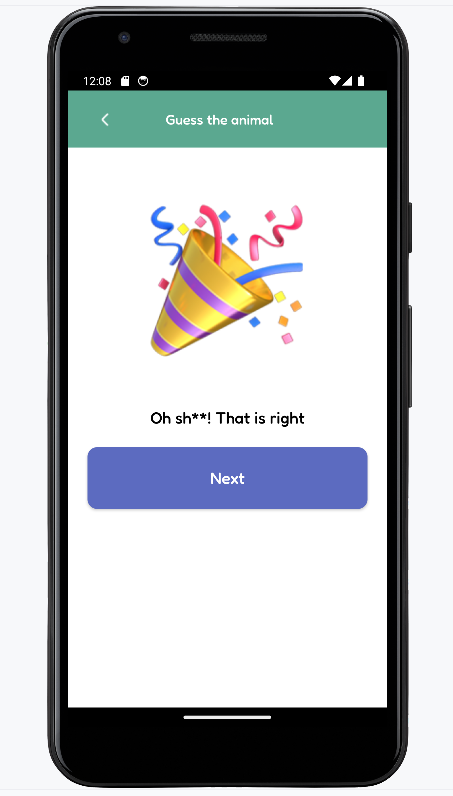 12:08
Guess the animal
Oh sh**! That is right
Next